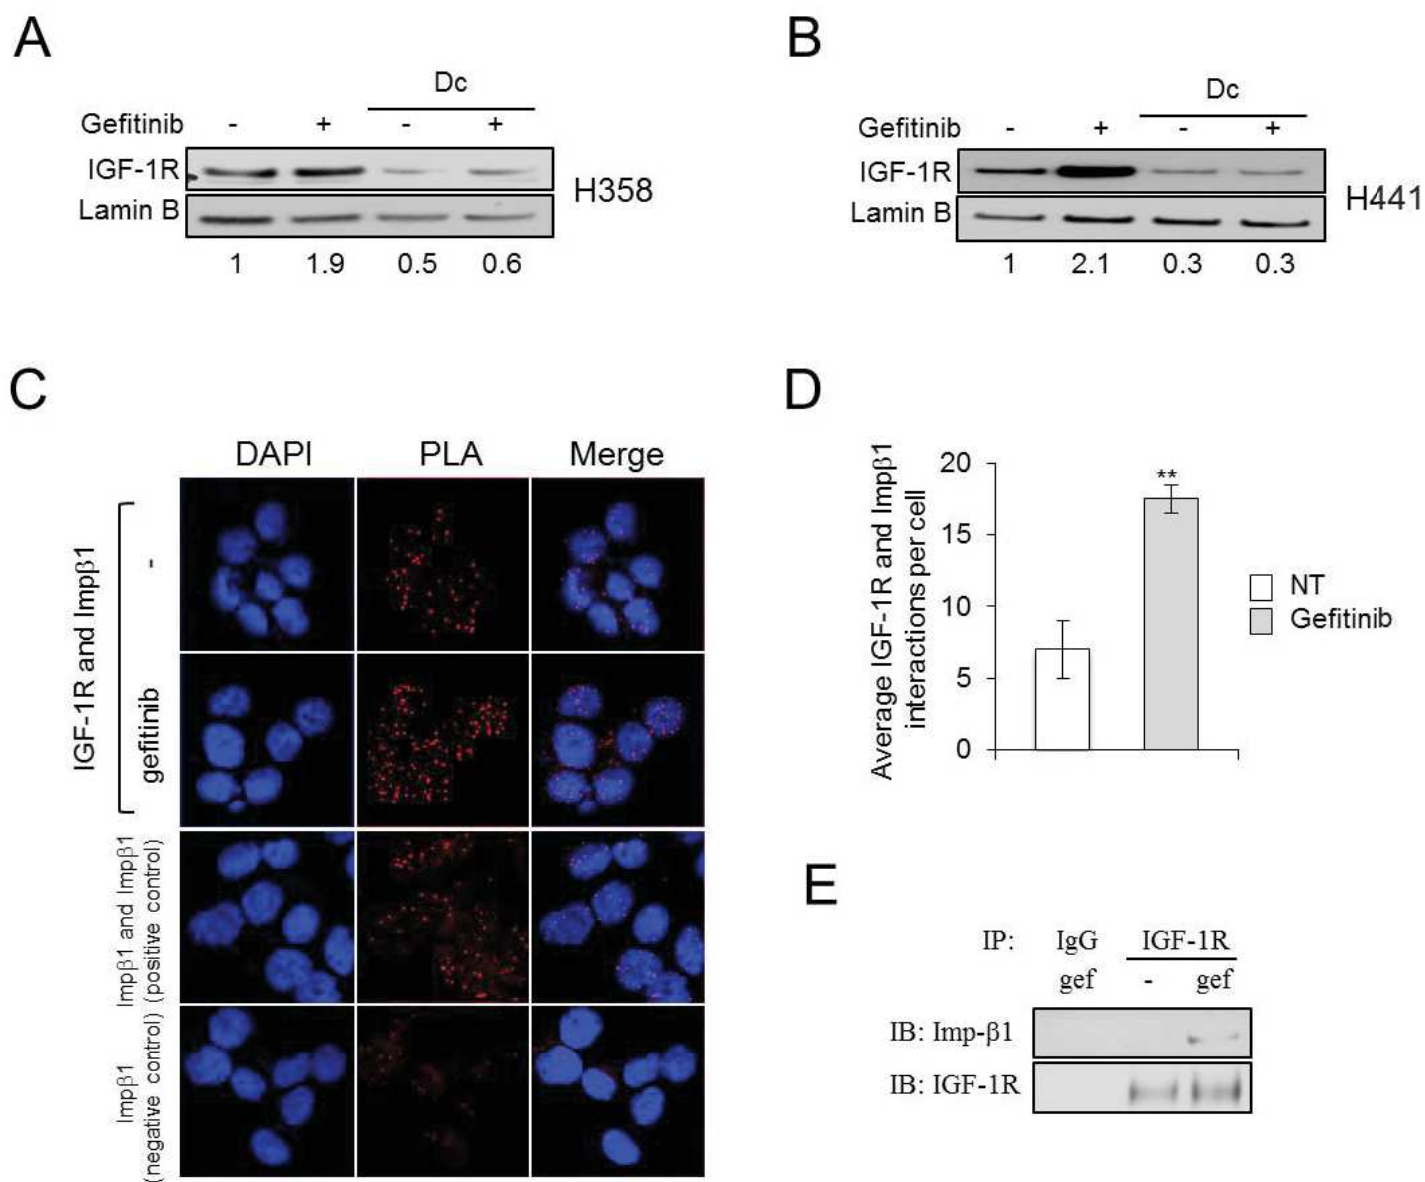 A
Dc
Gefitinib - + - +
IGF-1R
Lamin B
H358
1 1.9 0.5 0.6
B
Dc
Gefitinib - + - +
IGF-1R
Lamin B
H441
1 2.1 0.3 0.3
C
DAPI PLA Merge
IGF-1R and Impβ1
-
gefitinib
Impβ1 and Impβ1
(positive control)
Impβ1
(negative control)
D
Average IGF-1R and Impβ1
interactions per cell
20
15
10
5
0
**
NT
Gefitinib
E
IP: IgG IGF-1R
gef - gef
IB: Imp-β1
IB: IGF-1R